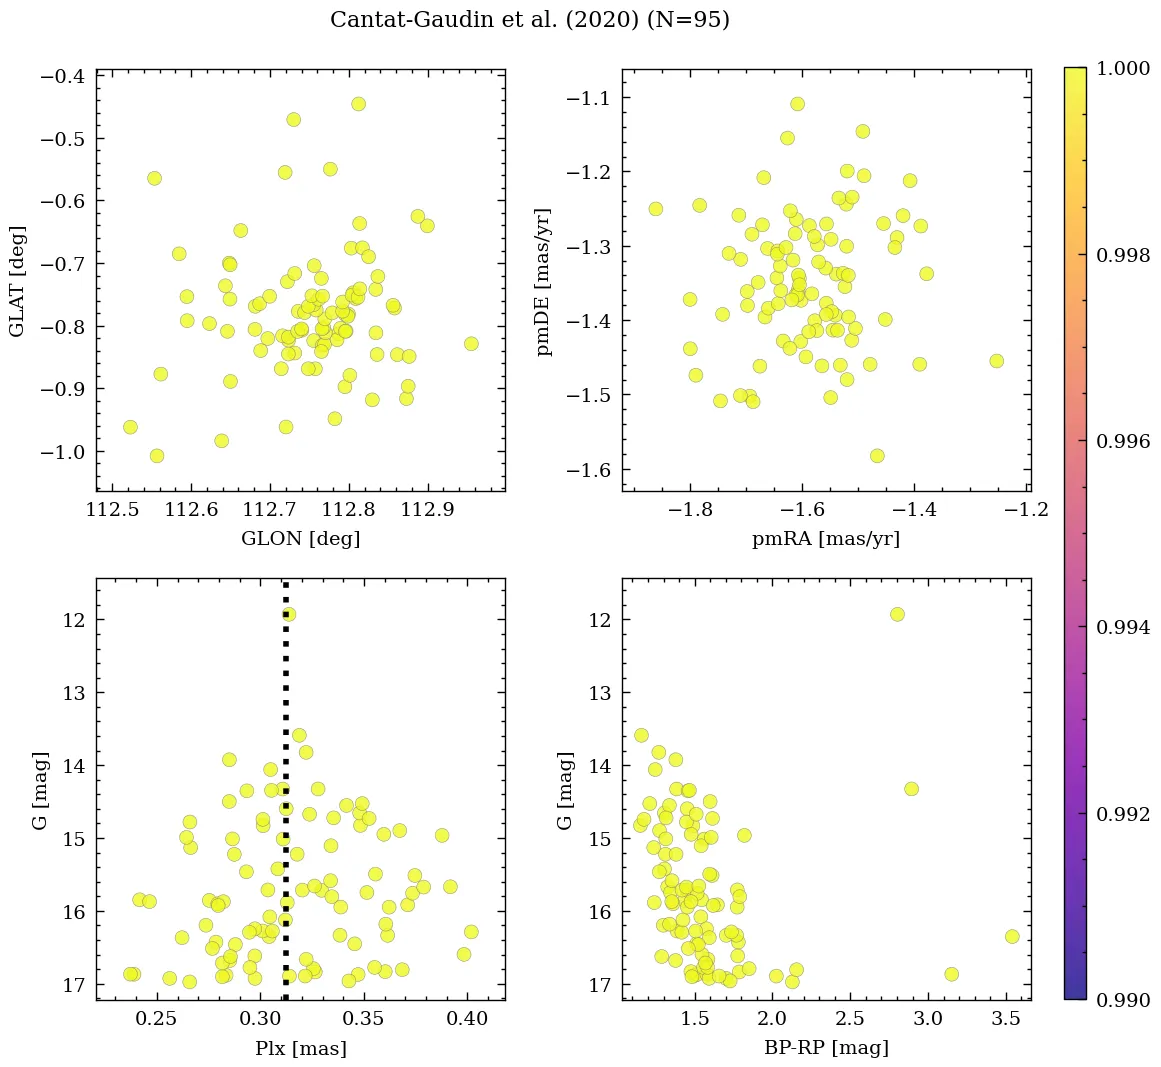 Cantat-Gaudin et al. (2020) (N=95)
−0.4
−0.5
−0.6
−0.7
−0.8
−0.9
−1.0
GLAT [deg]
112.5 112.6 112.7 112.8 112.9
GLON [deg]
−1.1
−1.2
−1.3
−1.4
−1.5
−1.6
pmDE [mas/yr]
−1.8 −1.6 −1.4 −1.2
pmRA [mas/yr]
1.000
0.998
0.996
0.994
0.992
0.990
12
13
14
15
16
17
G [mag]
0.25 0.30 0.35 0.40
Plx [mas]
12
13
14
15
16
17
G [mag]
1.5 2.0 2.5 3.0 3.5
BP-RP [mag]